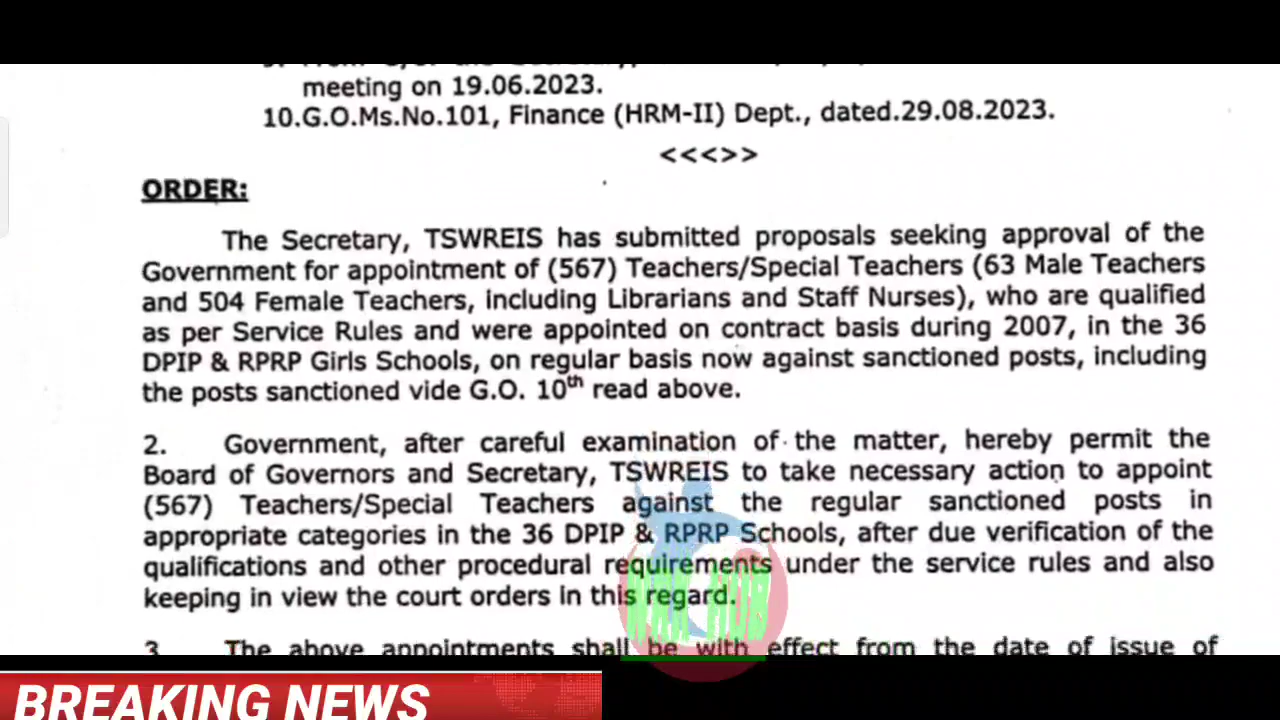 meeting on 19.06.2023.
10.G.O.Ms.No.101, Finance (HRM-II) Dept., dated.29.08.2023.
<<<>>
ORDER:
The Secretary, TSWREIS has submitted proposals seeking approval of the
Government for appointment of (567) Teachers/Special Teachers (63 Male Teachers
and 504 Female Teachers, including Librarians and Staff Nurses), who are qualified
as per Service Rules and were appointed on contract basis during 2007, in the 36
DPIP & RPRP Girls Schools, on regular basis now against sanctioned posts, including
the posts sanctioned vide G.O. 10th read above.
2. Government, after careful examination of the matter, hereby permit the
Board of Governors and Secretary, TSWREIS to take necessary action to appoint
(567) Teachers/Special Teachers against the regular sanctioned posts in
appropriate categories in the 36 DPIP & RPRP Schools, after due verification of the
qualifications and other procedural requirements under the service rules and also
keeping in view the court orders in this regard.
3. The above appointments shall be with effect from the date of issue of
BREAKING NEWS